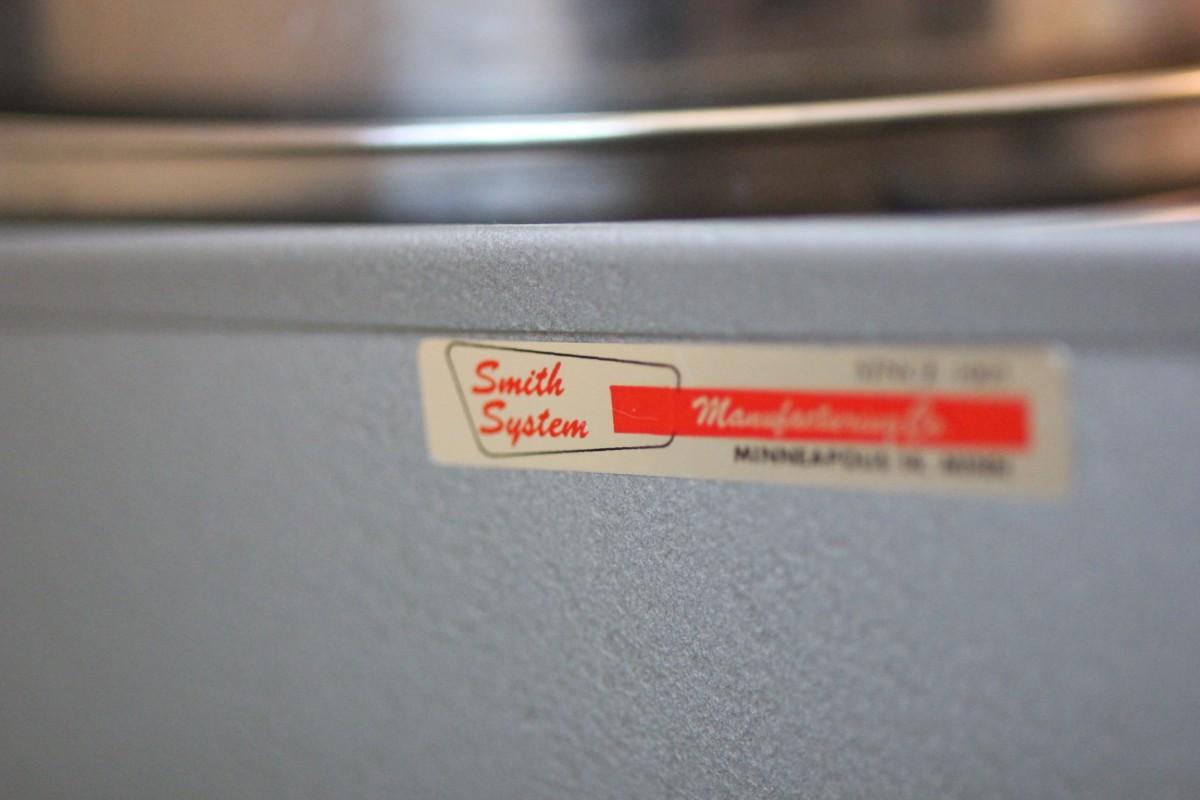 Smith
System
Manufacturing Co
MINNEAPOLIS